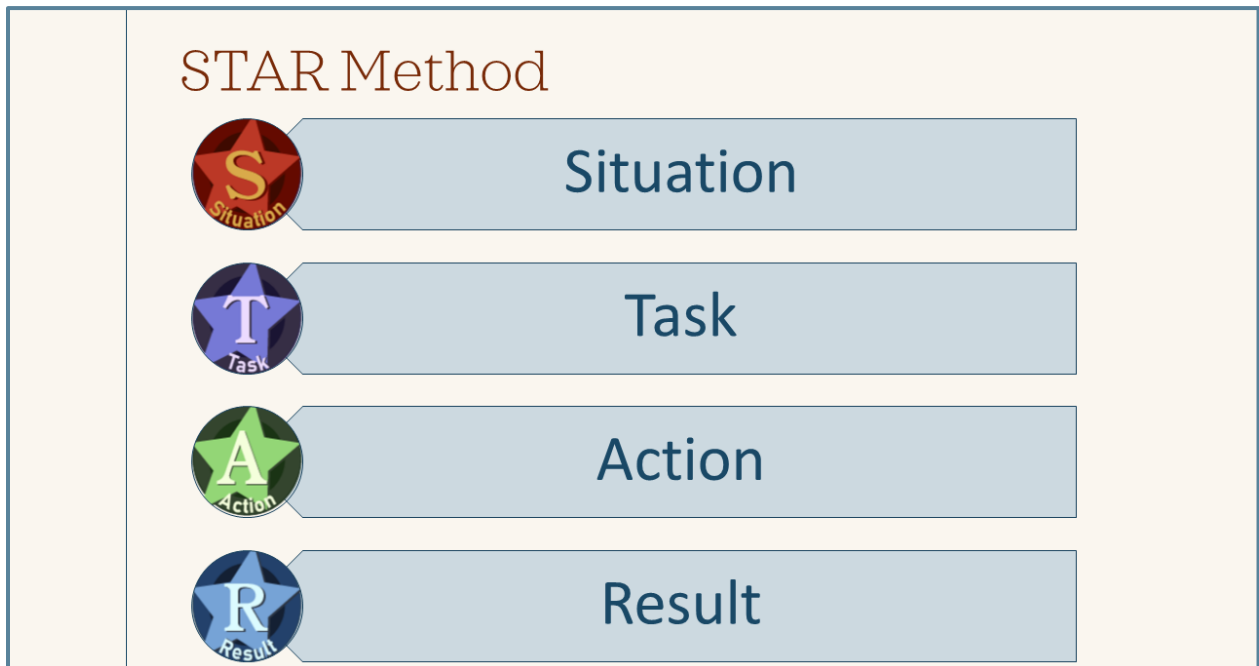 STAR Method
S
Situation
Situation
T
Task
Task
A
Action
Action
R
Result
Result